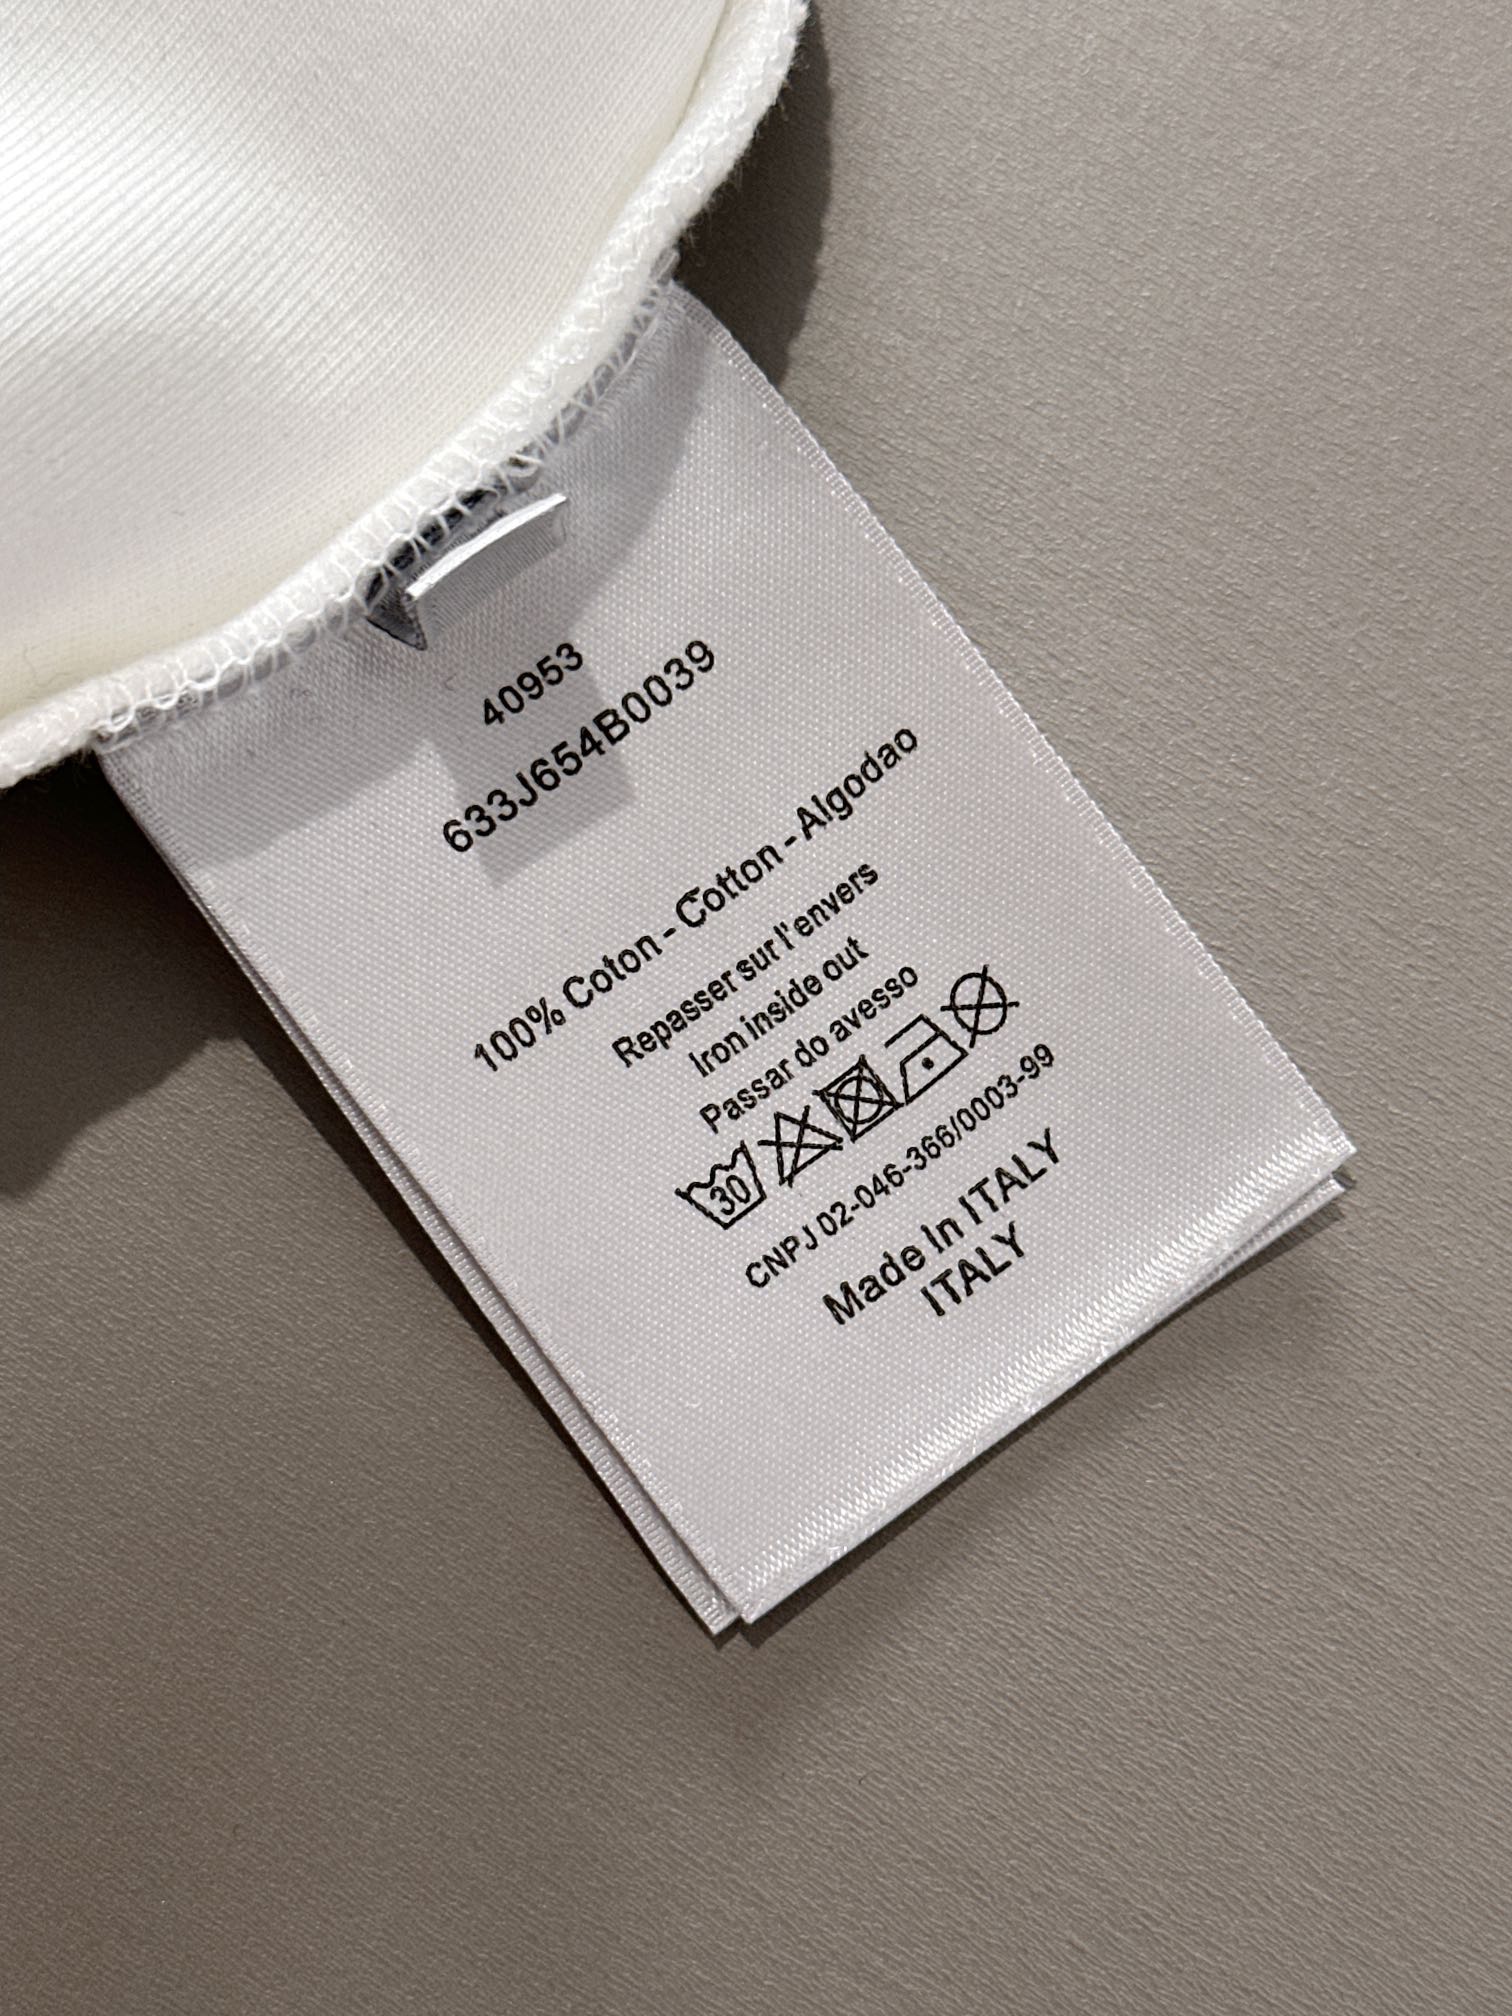 40953
633J654B0039
100% Coton - Cotton - Algodao
Repasser sur l'envers
Iron inside out
Passar do avesso
30
CNPJ 02-046-366/0003-99
Made In ITALY
ITALY